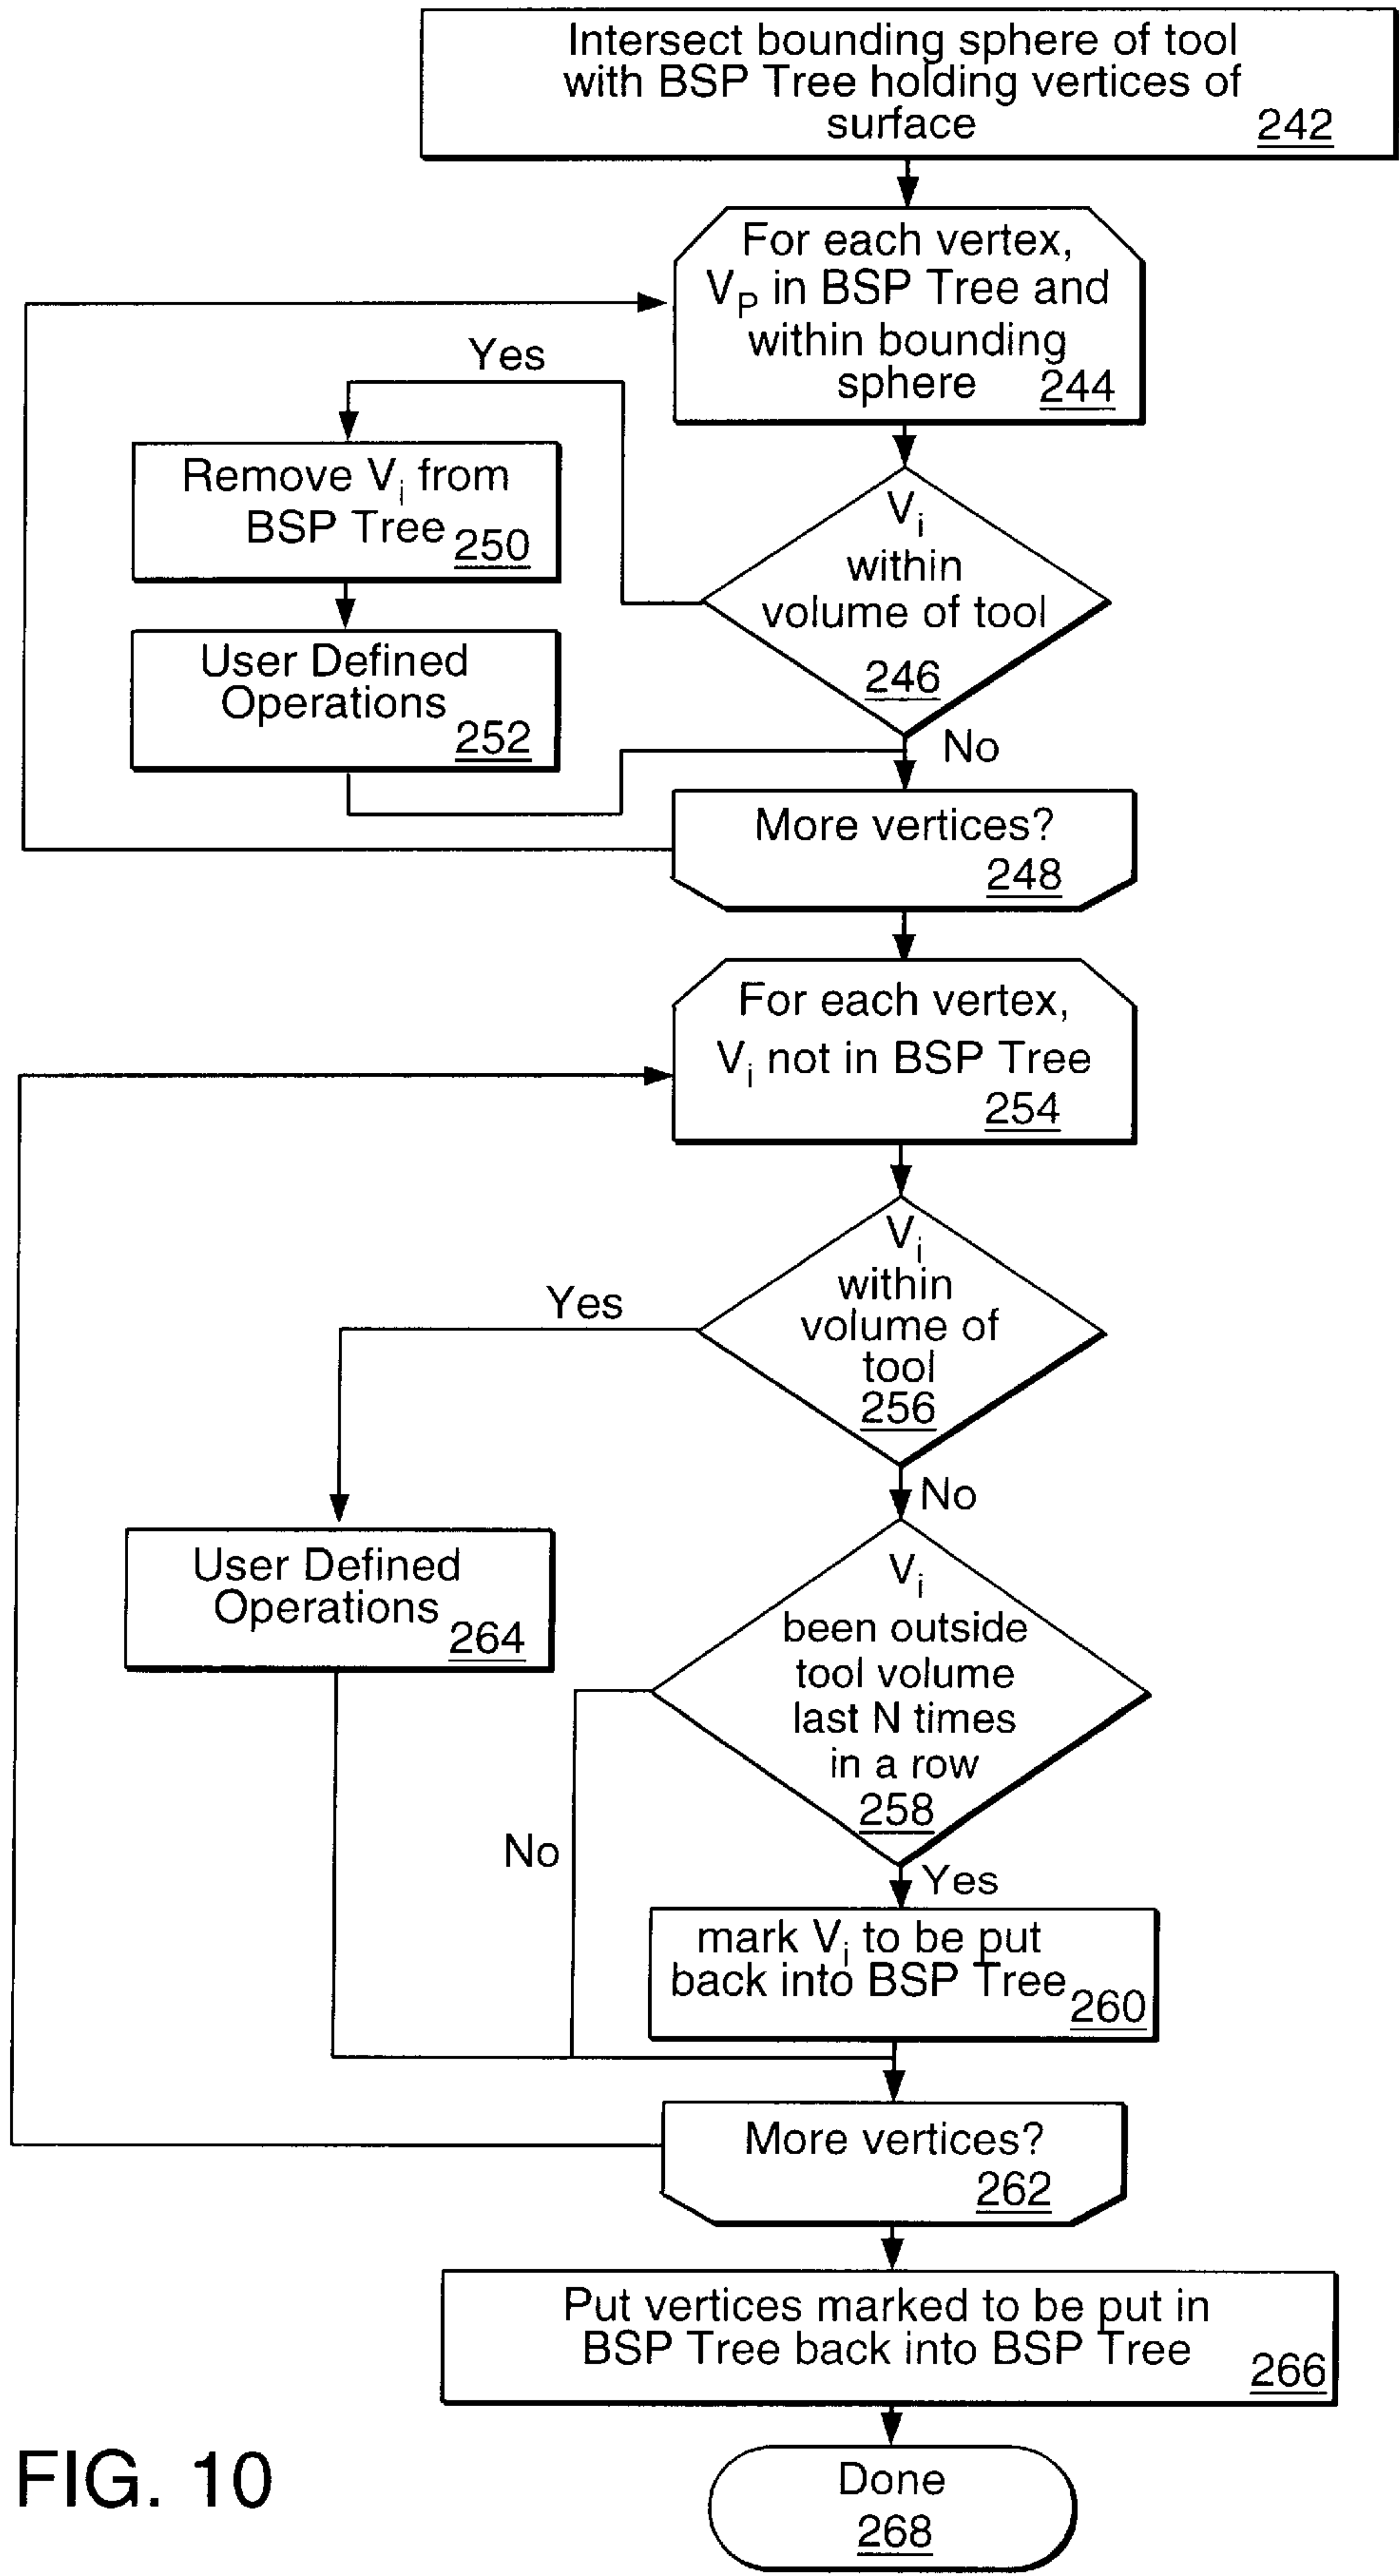 Intersect bounding sphere of tool
with BSP Tree holding vertices of
surface 242
For each vertex,
VP in BSP Tree and
within bounding
sphere 244
Yes
Remove Vi from
BSP Tree 250
Vi
within
volume of tool
246
User Defined
Operations
252
No
More vertices?
248
For each vertex,
Vi not in BSP Tree
254
Vi
within
volume of
tool
256
Yes
No
User Defined
Operations
264
Vi
been outside
tool volume
last N times
in a row
258
No
Yes
mark Vi to be put
back into BSP Tree
260
More vertices?
262
Put vertices marked to be put in
BSP Tree back into BSP Tree
266
FIG. 10
Done
268